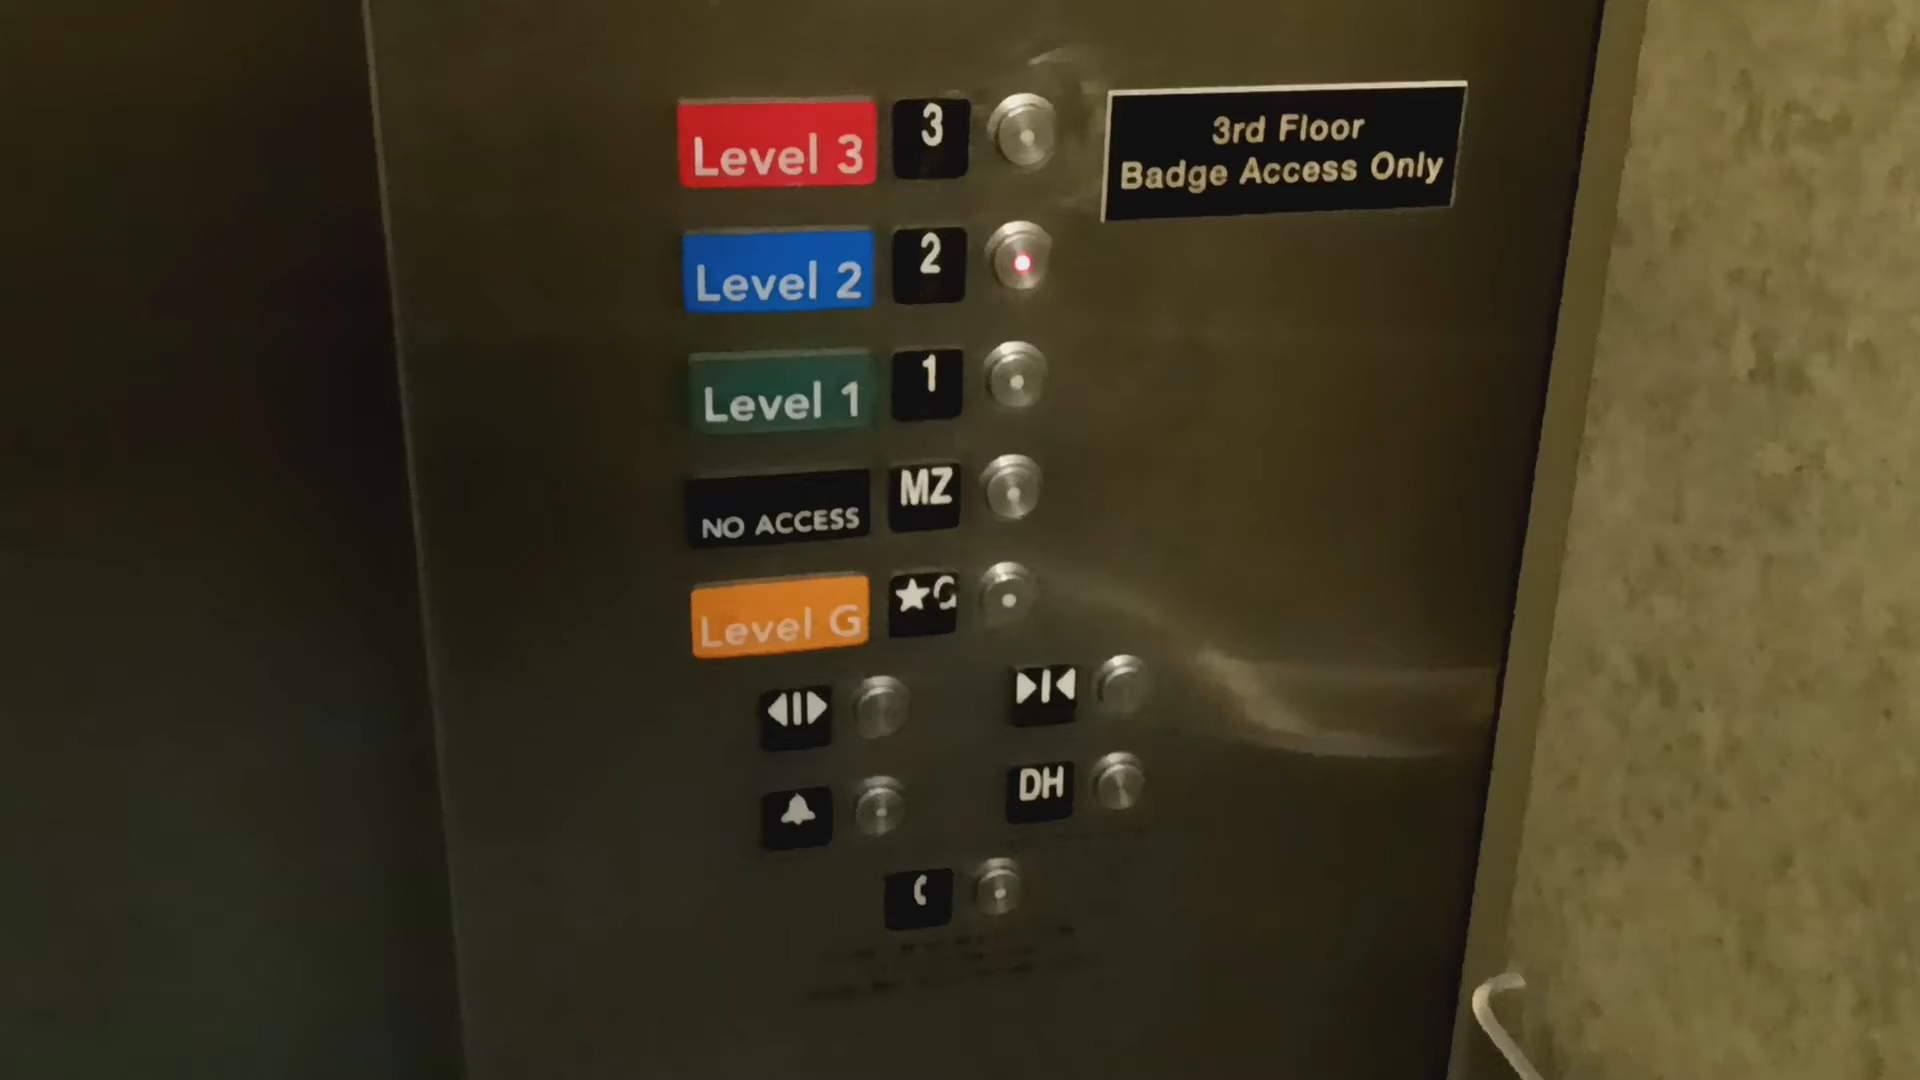 Level 3 3
3rd Floor
Badge Access Only
Level 2 2
Level 1 1
NO ACCESS MZ
Level G ★G
DH